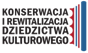 KONSERWACJA
I REWITALIZACJA
DZIEDZICTWA
KULTUROWEGO